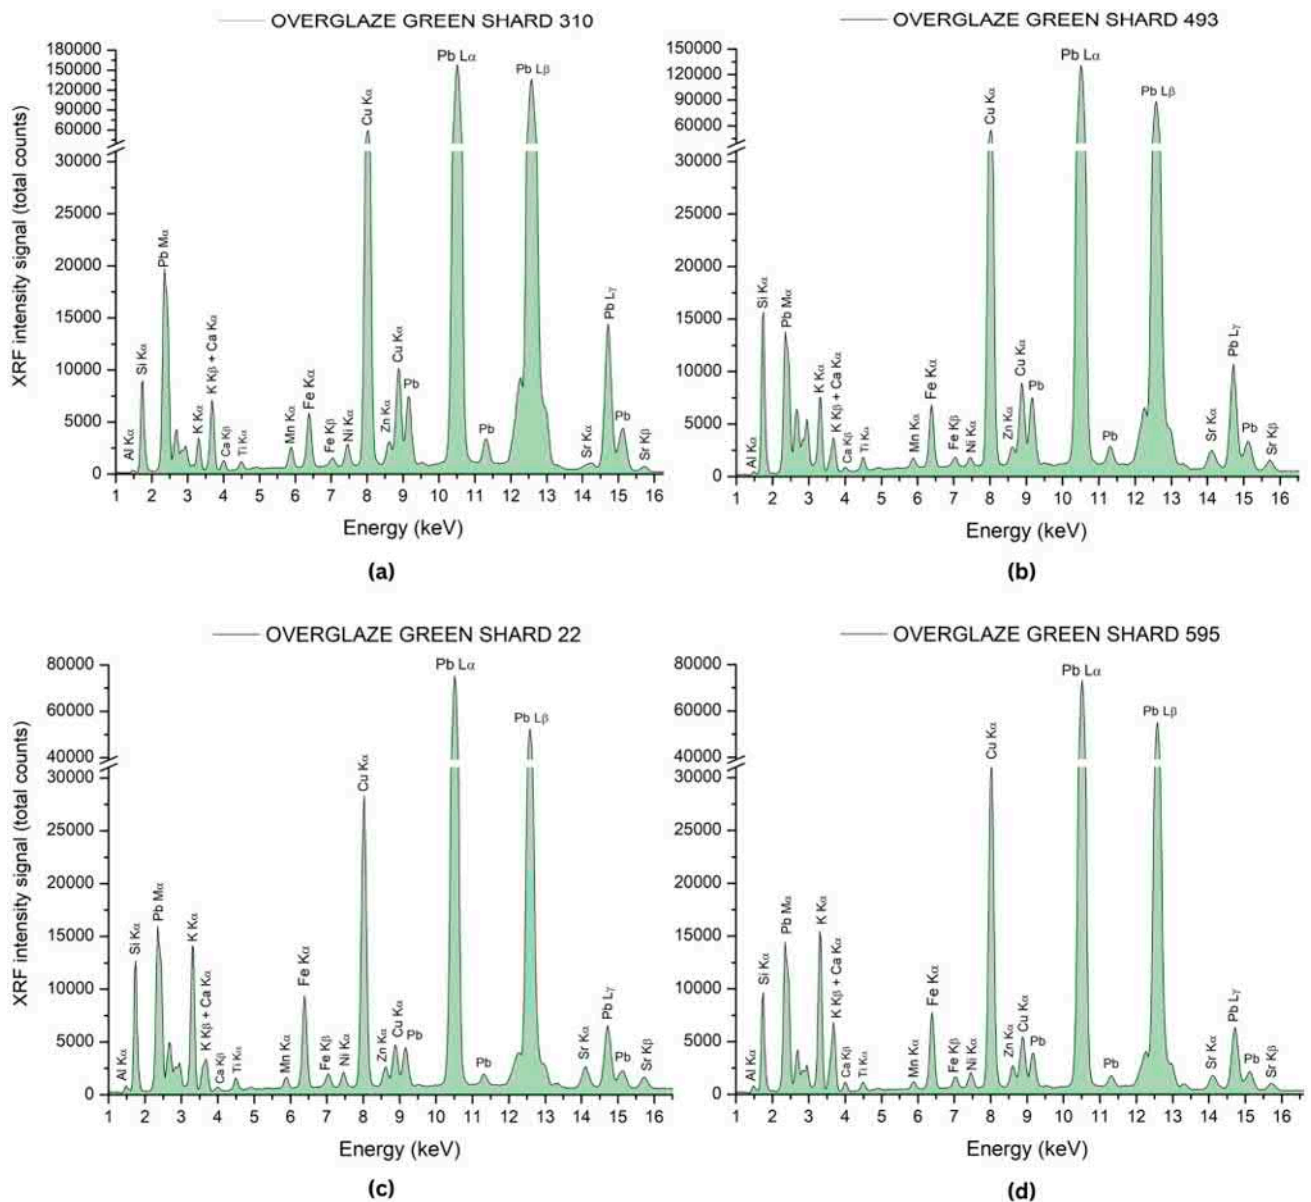 OVERGLAZE GREEN SHARD 310
XRF intensity signal (total counts)
180000
150000
120000
90000
60000
30000
25000
20000
15000
10000
5000
0
Al Kα
Si Kα
Pb Mα
K Kα
K Kβ + Ca Kα
Ca Kβ
Ti Kα
Mn Kα
Fe Kα
Fe Kβ
Ni Kα
Cu Kα
Zn Kα
Cu Kα
Pb
Pb Lα
Pb
Pb Lβ
Sr Kα
Pb Lγ
Pb
Sr Kβ
1 2 3 4 5 6 7 8 9 10 11 12 13 14 15 16
Energy (keV)
(a)
OVERGLAZE GREEN SHARD 493
150000
120000
90000
60000
30000
25000
20000
15000
10000
5000
0
Al Kα
Si Kα
Pb Mα
K Kα
K Kβ + Ca Kα
Ca Kβ
Ti Kα
Mn Kα
Fe Kα
Fe Kβ
Ni Kα
Cu Kα
Zn Kα
Cu Kα
Pb
Pb Lα
Pb
Pb Lβ
Sr Kα
Pb Lγ
Pb
Sr Kβ
1 2 3 4 5 6 7 8 9 10 11 12 13 14 15 16
Energy (keV)
(b)
OVERGLAZE GREEN SHARD 22
XRF intensity signal (total counts)
80000
60000
40000
30000
25000
20000
15000
10000
5000
0
Al Kα
Si Kα
Pb Mα
K Kα
K Kβ + Ca Kα
Ca Kβ
Ti Kα
Mn Kα
Fe Kα
Fe Kβ
Ni Kα
Cu Kα
Zn Kα
Cu Kα
Pb
Pb Lα
Pb
Pb Lβ
Sr Kα
Pb Lγ
Pb
Sr Kβ
1 2 3 4 5 6 7 8 9 10 11 12 13 14 15 16
Energy (keV)
(c)
OVERGLAZE GREEN SHARD 595
80000
60000
40000
30000
25000
20000
15000
10000
5000
0
Al Kα
Si Kα
Pb Mα
K Kα
K Kβ + Ca Kα
Ca Kβ
Ti Kα
Mn Kα
Fe Kα
Fe Kβ
Ni Kα
Cu Kα
Zn Kα
Cu Kα
Pb
Pb Lα
Pb
Pb Lβ
Sr Kα
Pb Lγ
Pb
Sr Kβ
1 2 3 4 5 6 7 8 9 10 11 12 13 14 15 16
Energy (keV)
(d)